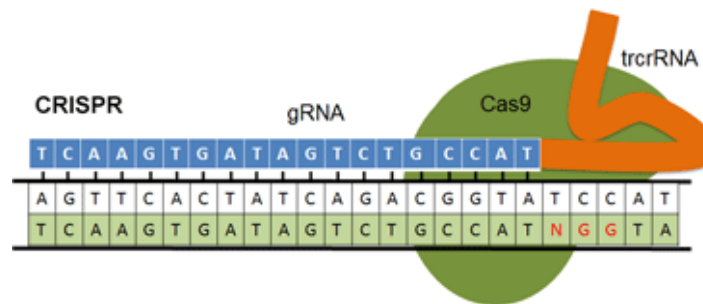 trcrRNA
CRISPR
gRNA
Cas9
T C A A G T G A T A G T C T G C C A T
A G T T C A C T A T C A G A C G G T A T C C A T
T C A A G T G A T A G T C T G C C A T N G G T A